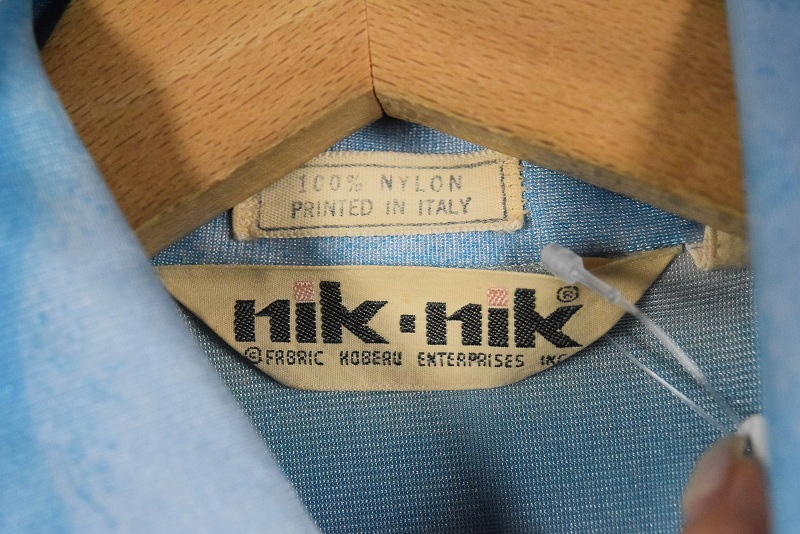 100% NYLON
PRINTED IN ITALY
nik·nik®
©FABRIC KOBERU ENTERPRISES INC